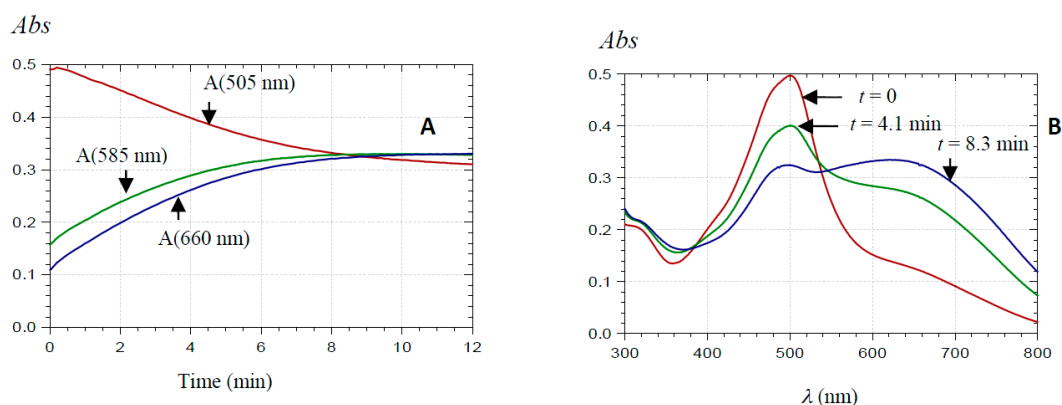 Abs
0.5
0.4
0.3
0.2
0.1
0.0
A(505 nm)
A
A(585 nm)
A(660 nm)
0 2 4 6 8 10 12
Time (min)
Abs
0.5
0.4
0.3
0.2
0.1
0.0
t = 0
B
t = 4.1 min
t = 8.3 min
300 400 500 600 700 800
λ (nm)